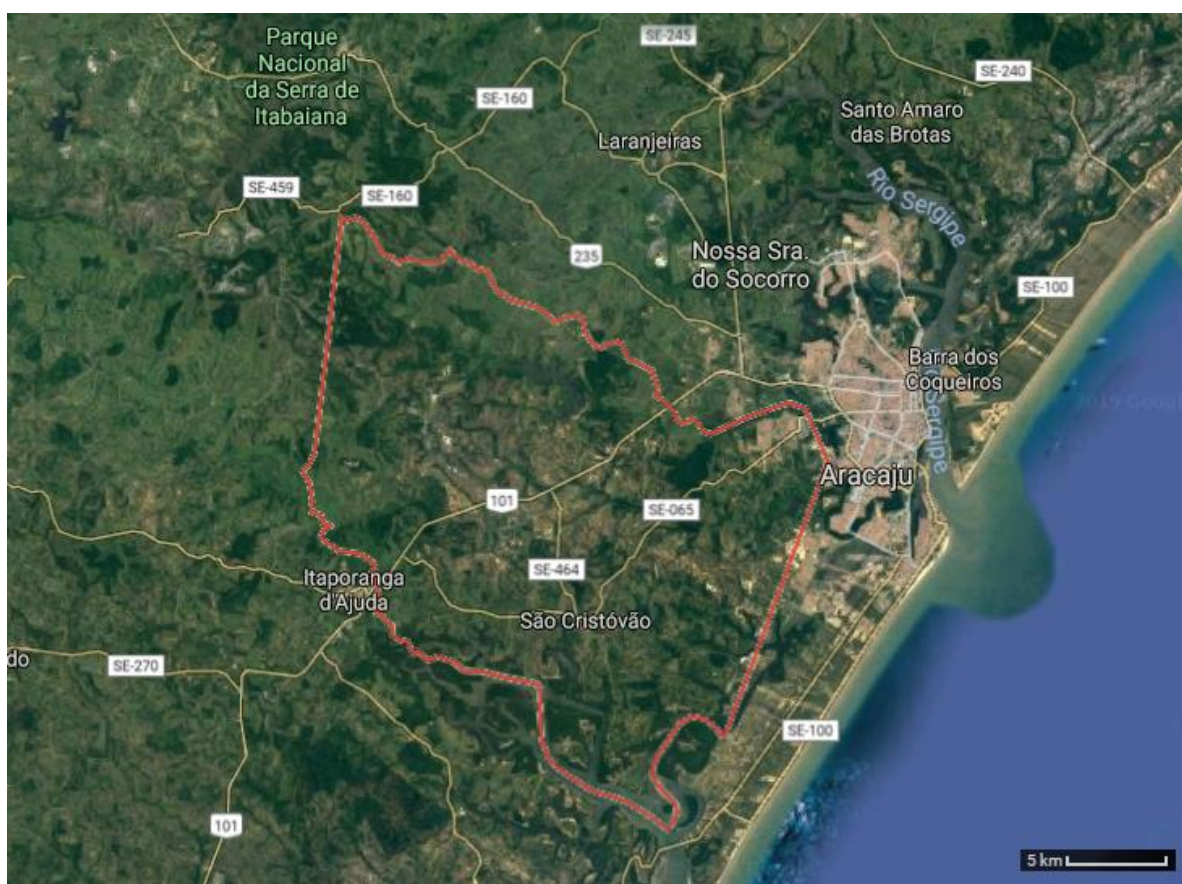 Parque
Nacional
da Serra de
Itabaiana
SE-245
SE-240
SE-160
Santo Amaro
das Brotas
Laranjeiras
SE-459
SE-160
Rio Sergipe
Nossa Sra.
do Socorro
235
SE-100
Barra dos
Coqueiros
Sergipe
Aracaju
101
SE-065
SE-464
Itaporanga
d'Ajuda
São Cristóvão
do
SE-270
SE-100
101
5 km